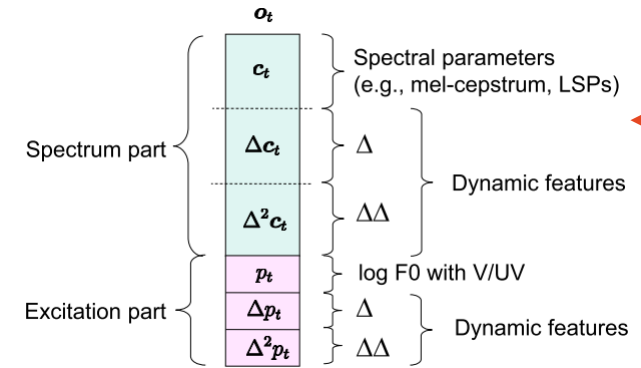 o_t
c_t
Spectral parameters
(e.g., mel-cepstrum, LSPs)
Spectrum part
Δc_t
Δ
Dynamic features
Δ²c_t
ΔΔ
p_t
log F0 with V/UV
Excitation part
Δp_t
Δ
Dynamic features
Δ²p_t
ΔΔ